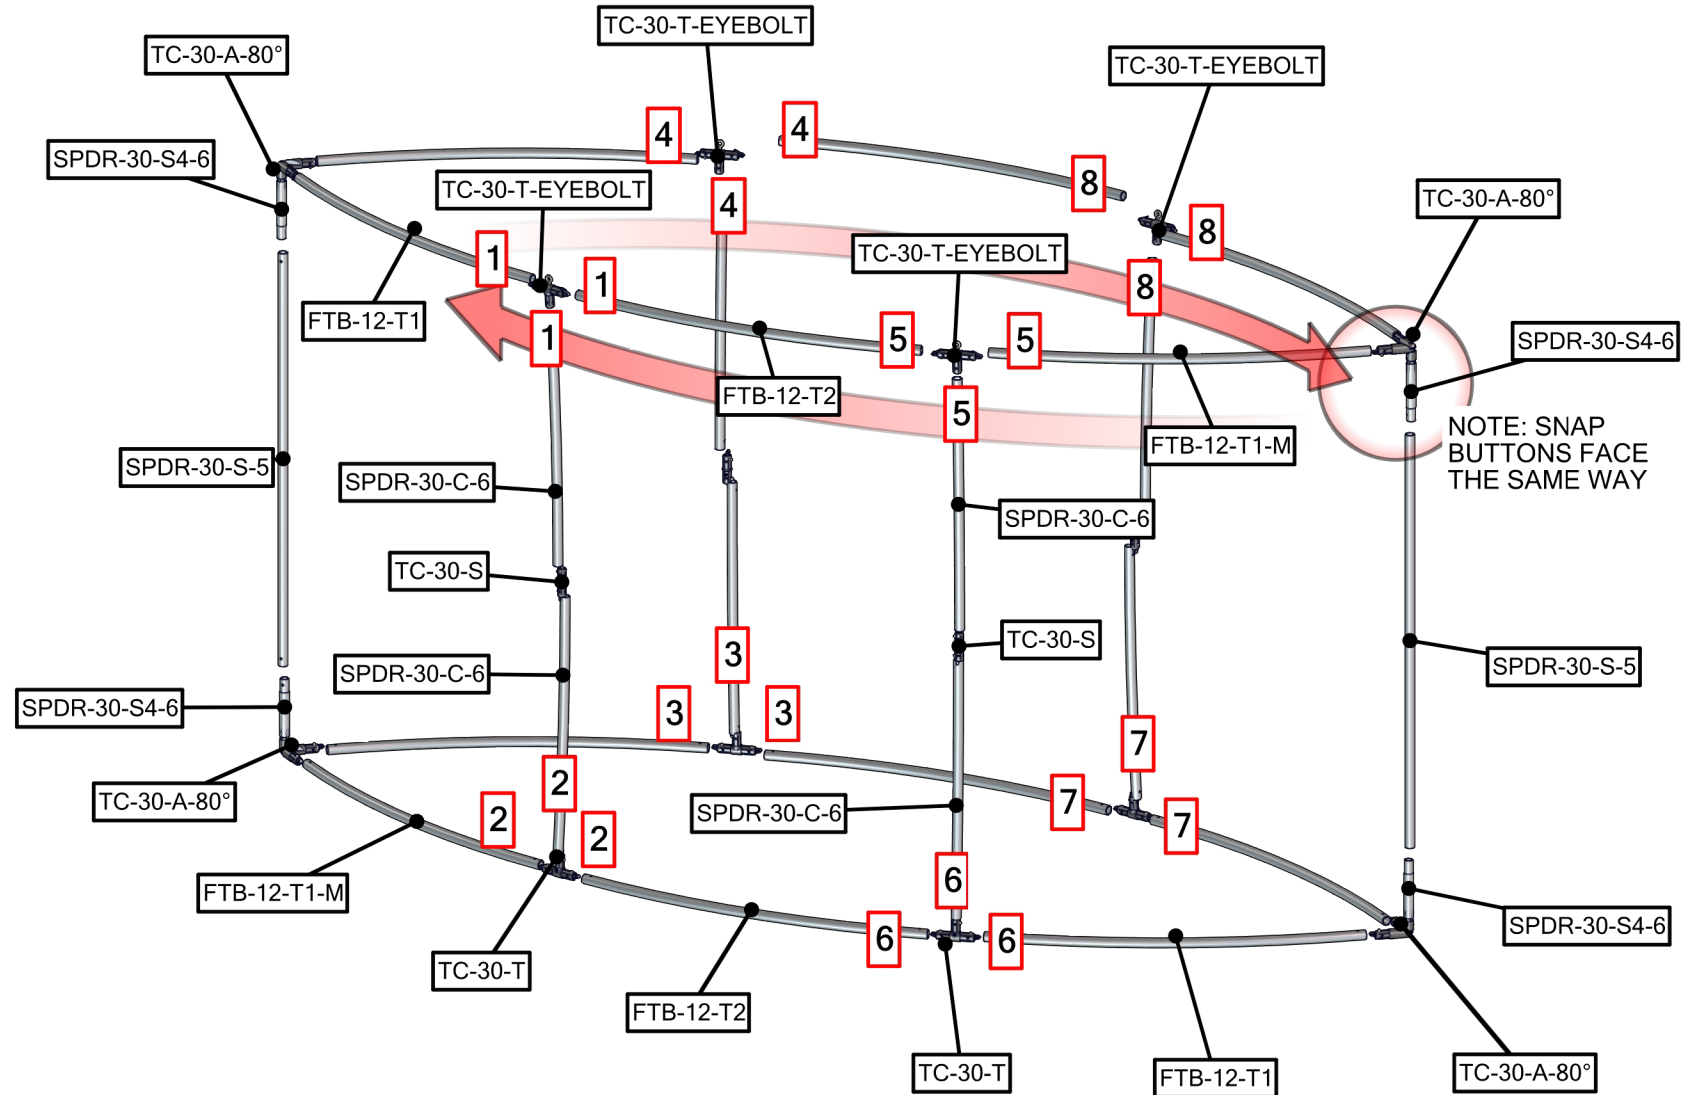 TC-30-T-EYEBOLT
TC-30-A-80°
TC-30-T-EYEBOLT
4
4
SPDR-30-S4-6
TC-30-T-EYEBOLT
8
TC-30-A-80°
4
8
TC-30-T-EYEBOLT
1
1
8
FTB-12-T1
1
5
5
SPDR-30-S4-6
FTB-12-T2
5
FTB-12-T1-M
NOTE: SNAP
BUTTONS FACE
THE SAME WAY
SPDR-30-S-5
SPDR-30-C-6
SPDR-30-C-6
TC-30-S
TC-30-S
3
SPDR-30-C-6
SPDR-30-S-5
SPDR-30-S4-6
3
3
7
2
TC-30-A-80°
SPDR-30-C-6
7
7
2
2
FTB-12-T1-M
6
SPDR-30-S4-6
6
6
TC-30-T
FTB-12-T2
TC-30-T
FTB-12-T1
TC-30-A-80°